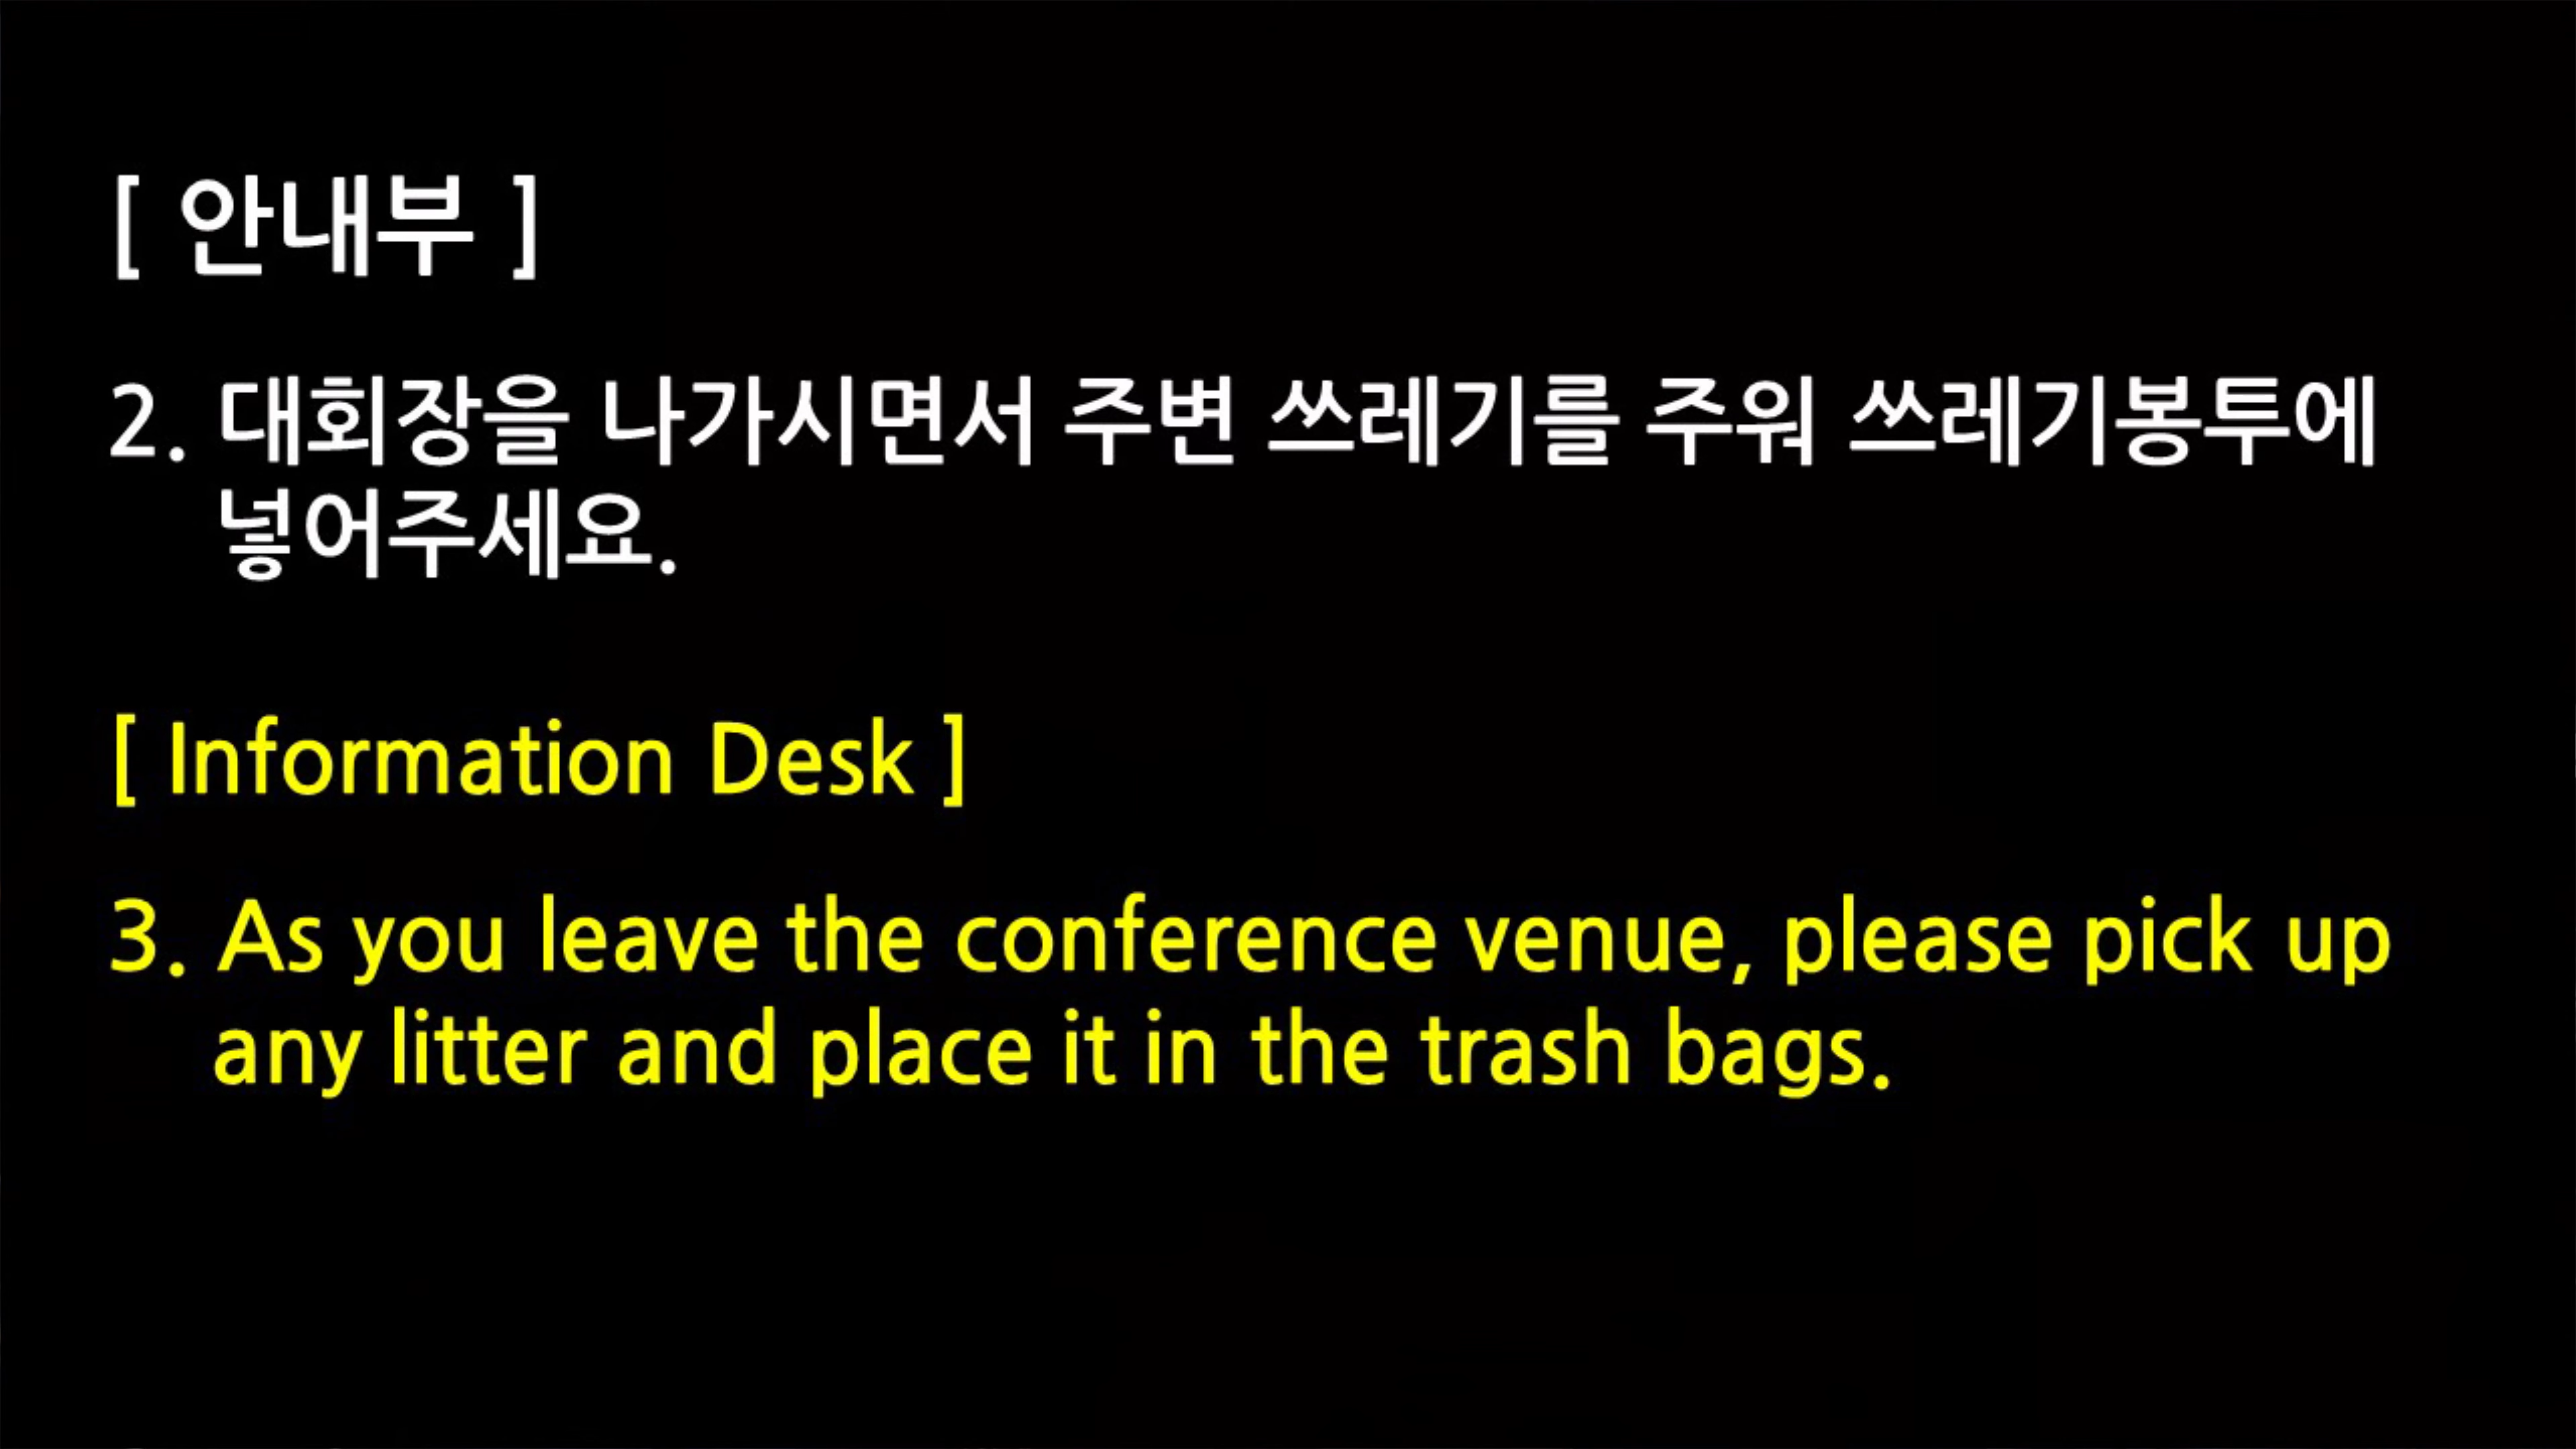 [ 안내부 ]
2. 대회장을 나가시면서 주변 쓰레기를 주워 쓰레기봉투에
넣어주세요.
[ Information Desk ]
3. As you leave the conference venue, please pick up
any litter and place it in the trash bags.